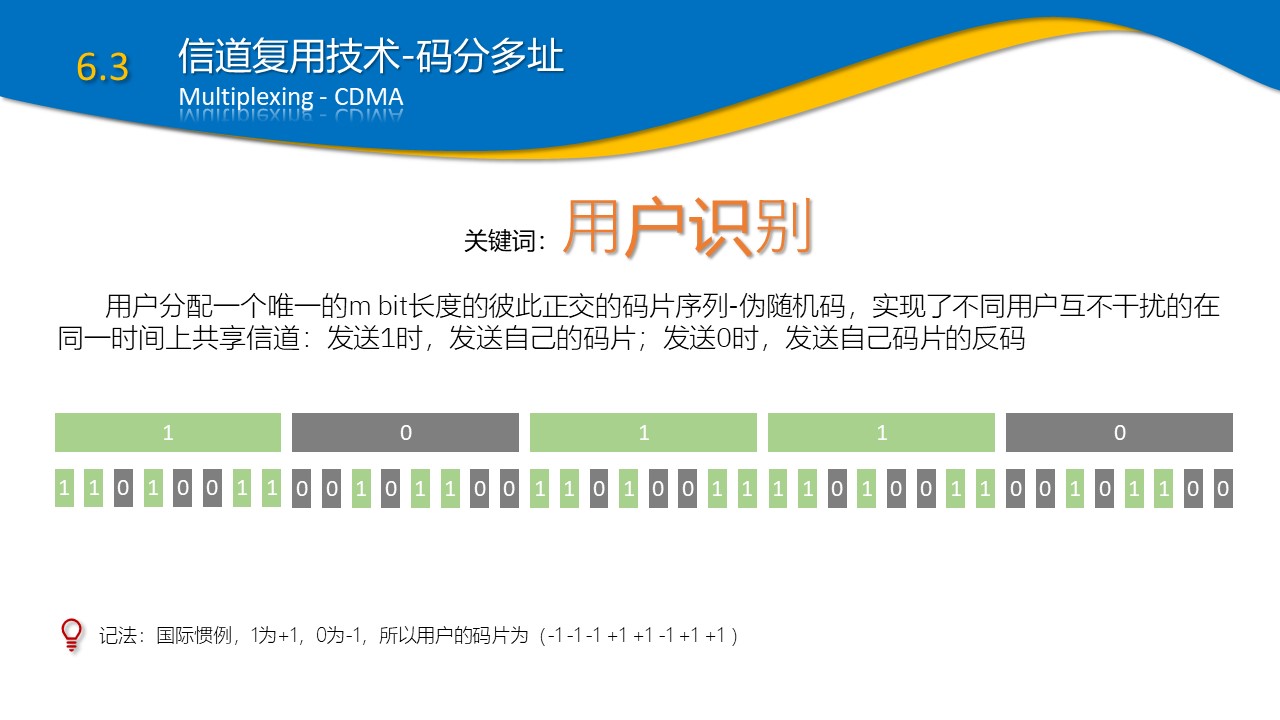 6.3
信道复用技术-码分多址
Multiplexing - CDMA
关键词：用户识别
用户分配一个唯一的m bit长度的彼此正交的码片序列-伪随机码，实现了不同用户互不干扰的在
同一时间上共享信道：发送1时，发送自己的码片；发送0时，发送自己码片的反码
1 0 1 1 0
1 1 0 1 0 0 1 1 0 0 1 0 1 1 0 0 1 1 0 1 0 0 1 1 1 1 0 1 0 0 1 1 0 0 1 0 1 1 0 0
记法：国际惯例，1为+1，0为-1，所以用户的码片为（-1 -1 -1 +1 +1 -1 +1 +1 ）